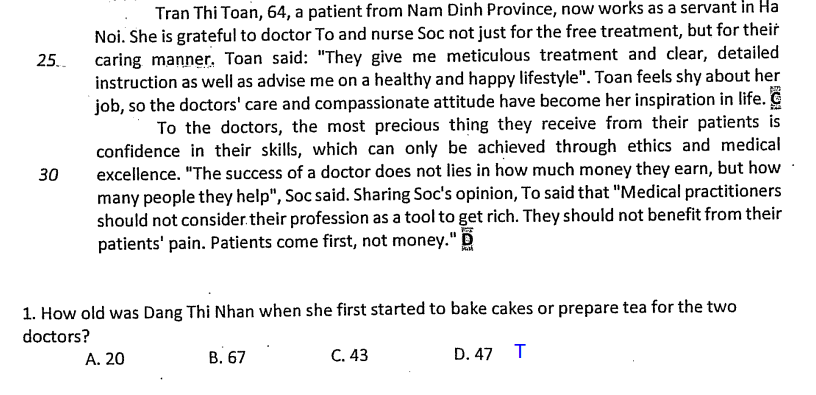 Tran Thi Toan, 64, a patient from Nam Dinh Province, now works as a servant in Ha
Noi. She is grateful to doctor To and nurse Soc not just for the free treatment, but for their
25 caring manner. Toan said: "They give me meticulous treatment and clear, detailed
instruction as well as advise me on a healthy and happy lifestyle". Toan feels shy about her
job, so the doctors' care and compassionate attitude have become her inspiration in life. C
To the doctors, the most precious thing they receive from their patients is
confidence in their skills, which can only be achieved through ethics and medical
30 excellence. "The success of a doctor does not lies in how much money they earn, but how
many people they help", Soc said. Sharing Soc's opinion, To said that "Medical practitioners
should not consider their profession as a tool to get rich. They should not benefit from their
patients' pain. Patients come first, not money." D
1. How old was Dang Thi Nhan when she first started to bake cakes or prepare tea for the two
doctors?
A. 20 B. 67 C. 43 D. 47 T